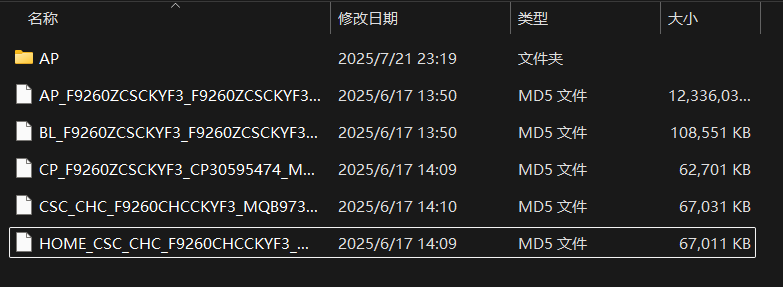 名称 修改日期 类型 大小
AP 2025/7/21 23:19 文件夹
AP_F9260ZCSCKYF3_F9260ZCSCKYF3... 2025/6/17 13:50 MD5 文件 12,336,03...
BL_F9260ZCSCKYF3_F9260ZCSCKYF3... 2025/6/17 13:50 MD5 文件 108,551 KB
CP_F9260ZCSCKYF3_CP30595474_M... 2025/6/17 14:09 MD5 文件 62,701 KB
CSC_CHC_F9260CHCCKYF3_MQB973... 2025/6/17 14:10 MD5 文件 67,031 KB
HOME_CSC_CHC_F9260CHCCKYF3_... 2025/6/17 14:09 MD5 文件 67,011 KB